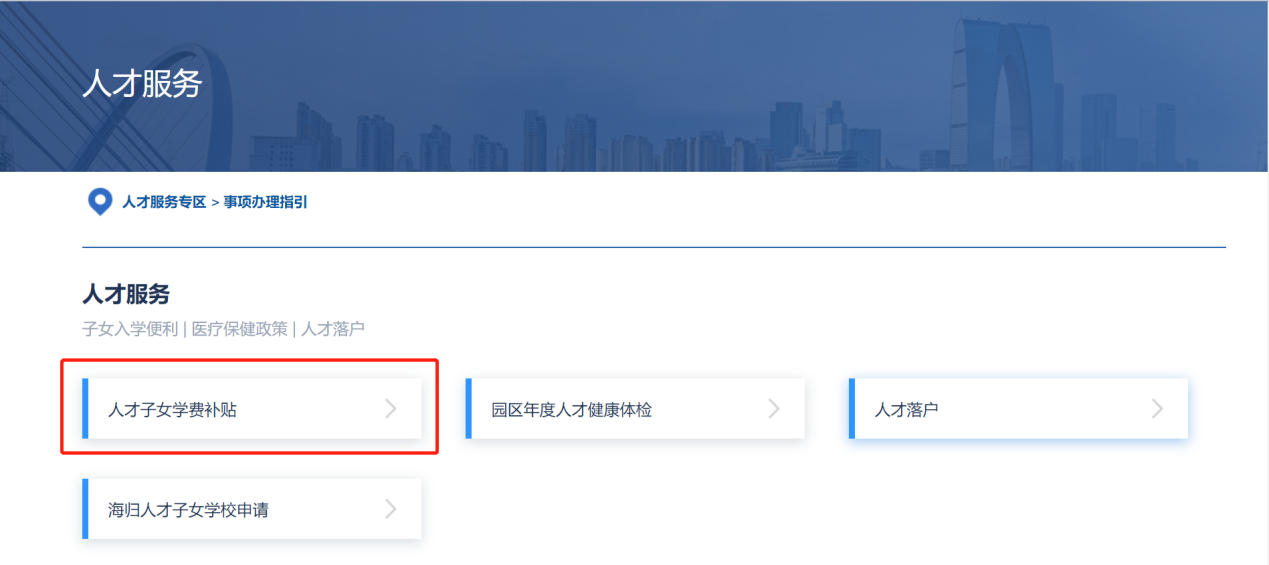 人才服务
人才服务专区 > 事项办理指引
人才服务
子女入学便利 | 医疗保健政策 | 人才落户
人才子女学费补贴
园区年度人才健康体检
人才落户
海归人才子女学校申请